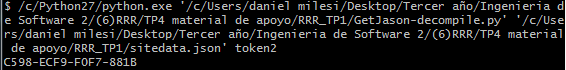 $ /c/Python27/python.exe '/c/Users/daniel milesi/Desktop/Tercer año/Ingenieria d
e Software 2/(6)RRR/TP4 material de apoyo/RRR_TP1/GetJason-decompile.py' '/c/Use
rs/daniel milesi/Desktop/Tercer año/Ingenieria de Software 2/(6)RRR/TP4 material
 de apoyo/RRR_TP1/sitedata.json' token2
C598-ECF9-F0F7-881B